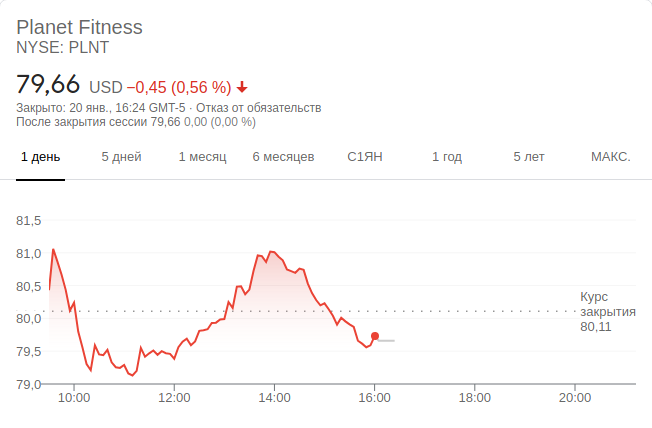 Planet Fitness
NYSE: PLNT
79,66 USD −0,45 (0,56 %)
Закрыто: 20 янв., 16:24 GMT-5 · Отказ от обязательств
После закрытия сессии 79,66 0,00 (0,00 %)
1 день 5 дней 1 месяц 6 месяцев С1ЯН 1 год 5 лет МАКС.
81,5
81,0
80,5
Курс
закрытия
80,11
80,0
79,5
79,0
10:00 12:00 14:00 16:00 18:00 20:00